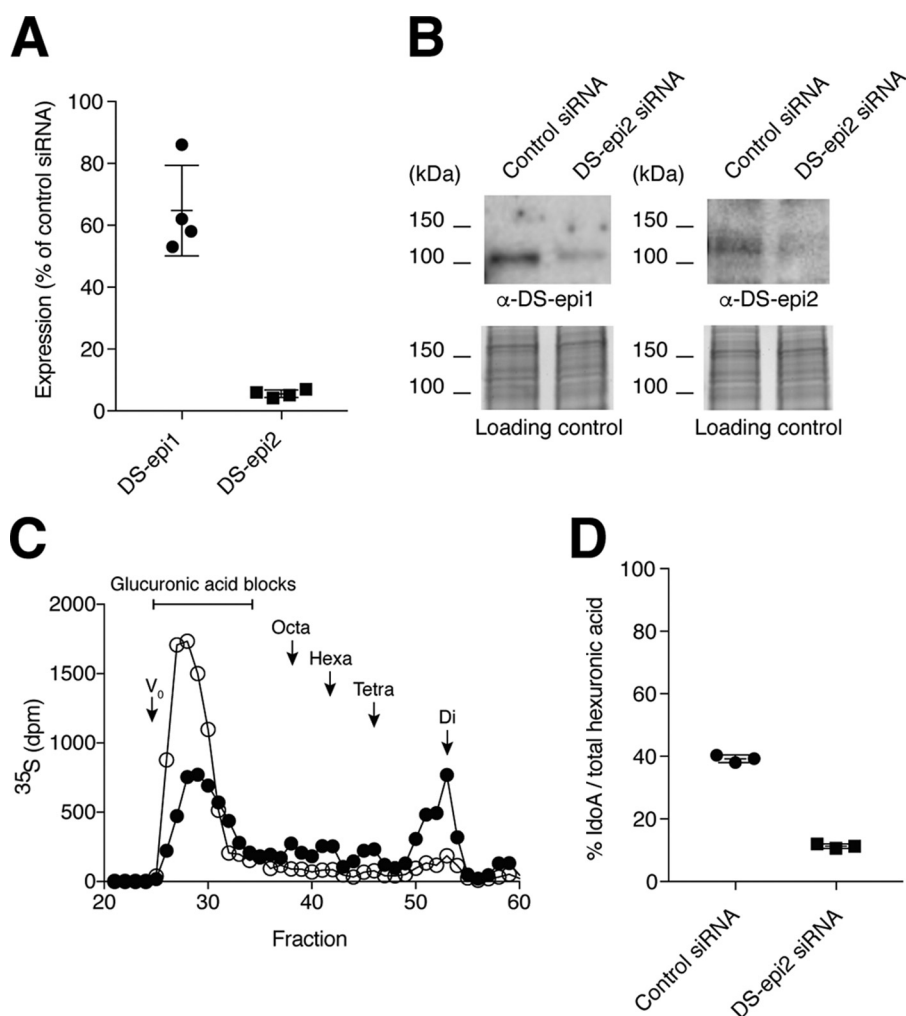 A
Expression (% of control siRNA)
100
80
60
40
20
0
DS-epi1
DS-epi2
B
Control siRNA
DS-epi2 siRNA
Control siRNA
DS-epi2 siRNA
(kDa)
(kDa)
150
100
150
100
α-DS-epi1
α-DS-epi2
150
100
150
100
Loading control
Loading control
C
Glucuronic acid blocks
2000
1500
1000
500
0
³⁵S (dpm)
V₀
Octa
Hexa
Tetra
Di
20
30
40
50
60
Fraction
D
% IdoA / total hexuronic acid
100
80
60
40
20
0
Control siRNA
DS-epi2 siRNA